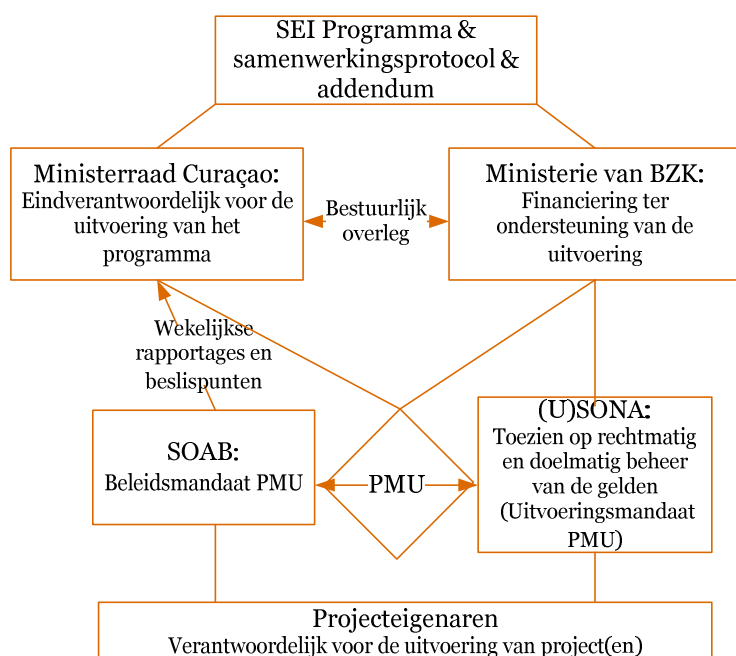 SEI Programma &
samenwerkingsprotocol &
addendum
Ministerraad Curaçao:
Eindverantwoordelijk voor de
uitvoering van het
programma
Bestuurlijk
overleg
Ministerie van BZK:
Financiering ter
ondersteuning van de
uitvoering
Wekelijkse
rapportages en
beslispunten
SOAB:
Beleidsmandaat PMU
PMU
(U)SONA:
Toezien op rechtmatig
en doelmatig beheer
van de gelden
(Uitvoeringsmandaat
PMU)
Projecteigenaren
Verantwoordelijk voor de uitvoering van project(en)